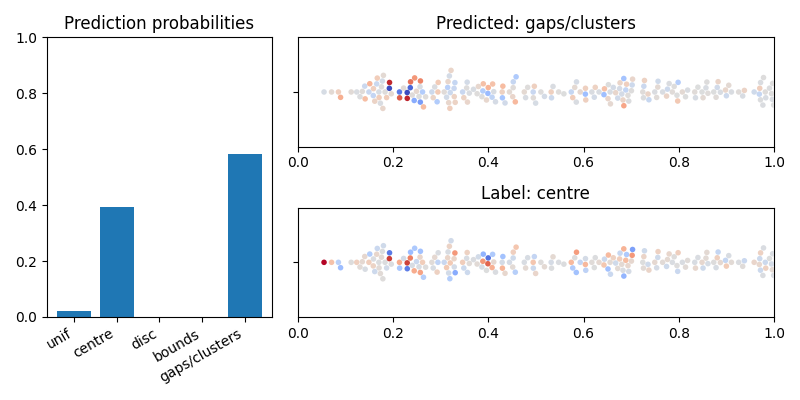 Prediction probabilities
1.0
0.8
0.6
0.4
0.2
0.0
unif
centre
disc
bounds
gaps/clusters
Predicted: gaps/clusters
0.0 0.2 0.4 0.6 0.8 1.0
Label: centre
0.0 0.2 0.4 0.6 0.8 1.0